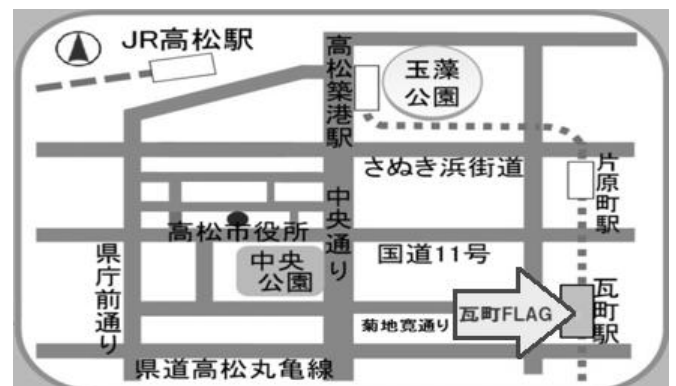 JR高松駅
高松築港駅
玉藻
公園
さぬき浜街道
片原町駅
中央通り
高松市役所
国道11号
県庁前通り
中央
公園
瓦町FLAG
瓦町駅
菊地寛通り
県道高松丸亀線